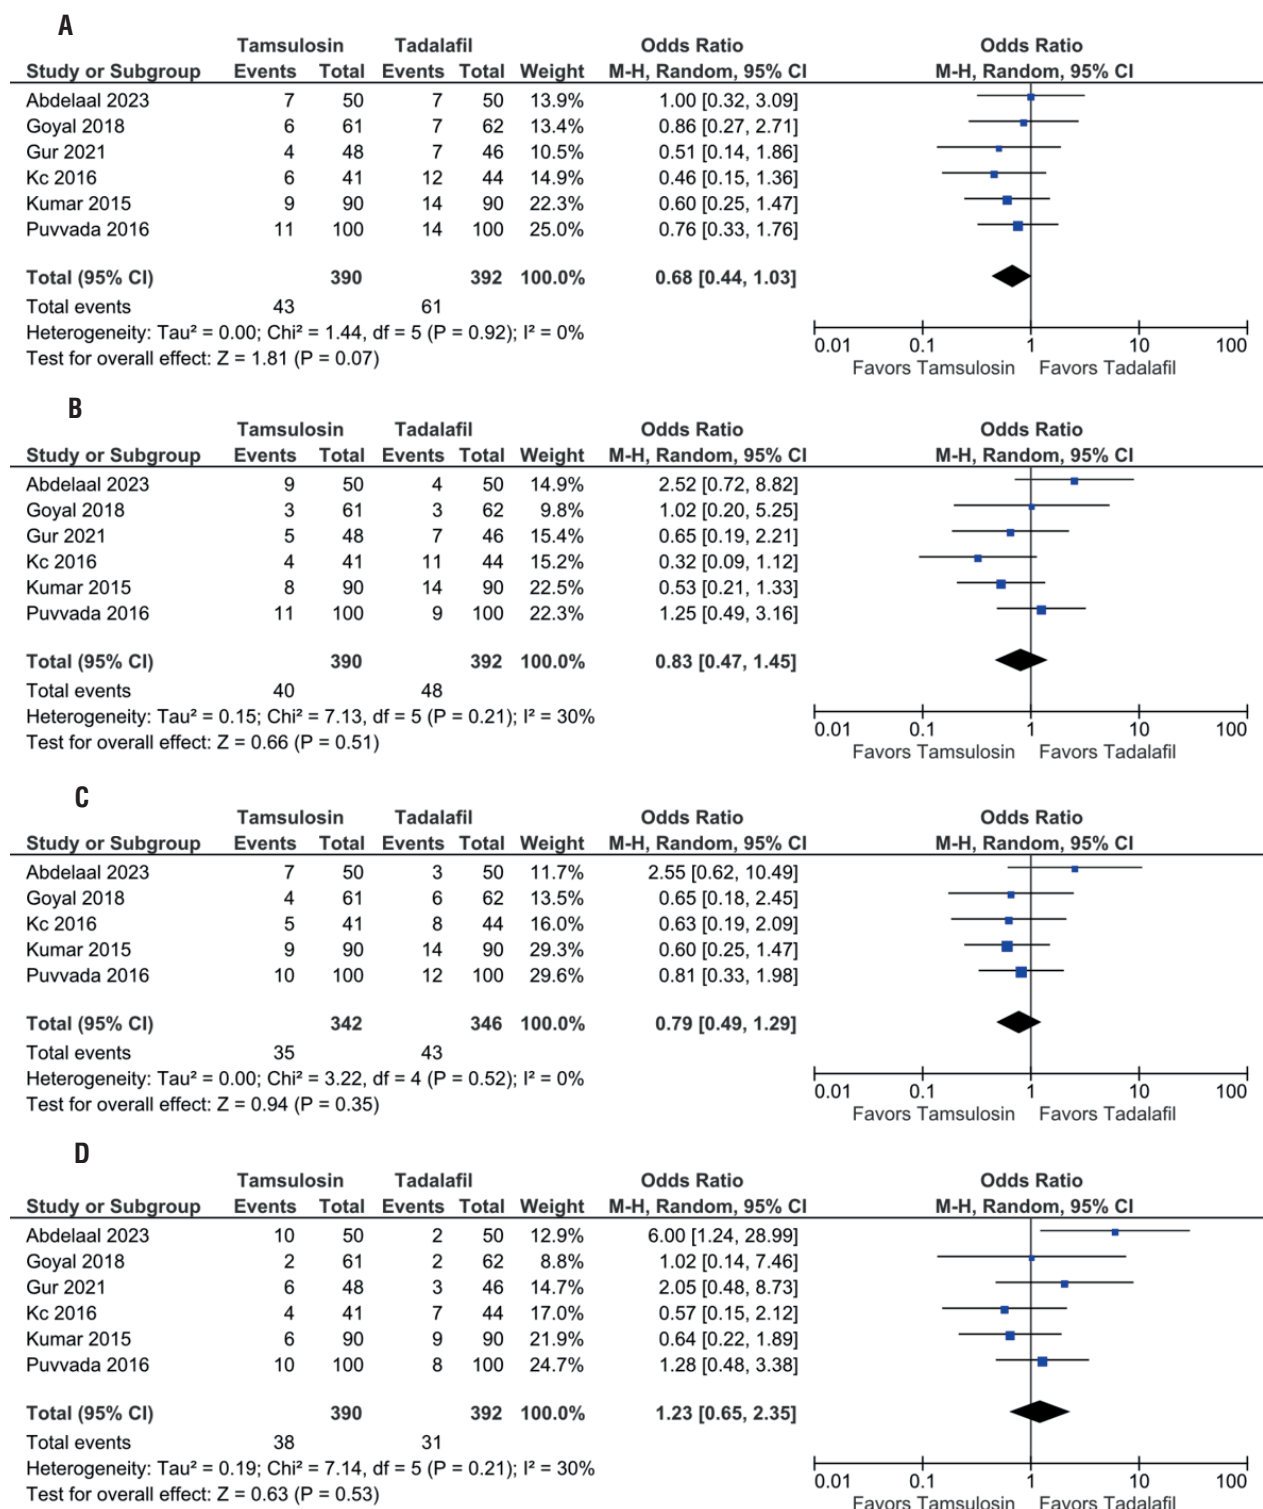 A
Tamsulosin Tadalafil Odds Ratio Odds Ratio
Study or Subgroup Events Total Events Total Weight M-H, Random, 95% CI M-H, Random, 95% CI
Abdelaal 2023 7 50 7 50 13.9% 1.00 [0.32, 3.09]
Goyal 2018 6 61 7 62 13.4% 0.86 [0.27, 2.71]
Gur 2021 4 48 7 46 10.5% 0.51 [0.14, 1.86]
Kc 2016 6 41 12 44 14.9% 0.46 [0.15, 1.36]
Kumar 2015 9 90 14 90 22.3% 0.60 [0.25, 1.47]
Puvvada 2016 11 100 14 100 25.0% 0.76 [0.33, 1.76]
Total (95% CI) 390 392 100.0% 0.68 [0.44, 1.03]
Total events 43 61
Heterogeneity: Tau² = 0.00; Chi² = 1.44, df = 5 (P = 0.92); I² = 0%
Test for overall effect: Z = 1.81 (P = 0.07)
0.01 0.1 1 10 100
Favors Tamsulosin Favors Tadalafil
B
Tamsulosin Tadalafil Odds Ratio Odds Ratio
Study or Subgroup Events Total Events Total Weight M-H, Random, 95% CI M-H, Random, 95% CI
Abdelaal 2023 9 50 4 50 14.9% 2.52 [0.72, 8.82]
Goyal 2018 3 61 3 62 9.8% 1.02 [0.20, 5.25]
Gur 2021 5 48 7 46 15.4% 0.65 [0.19, 2.21]
Kc 2016 4 41 11 44 15.2% 0.32 [0.09, 1.12]
Kumar 2015 8 90 14 90 22.5% 0.53 [0.21, 1.33]
Puvvada 2016 11 100 9 100 22.3% 1.25 [0.49, 3.16]
Total (95% CI) 390 392 100.0% 0.83 [0.47, 1.45]
Total events 40 48
Heterogeneity: Tau² = 0.15; Chi² = 7.13, df = 5 (P = 0.21); I² = 30%
Test for overall effect: Z = 0.66 (P = 0.51)
0.01 0.1 1 10 100
Favors Tamsulosin Favors Tadalafil
C
Tamsulosin Tadalafil Odds Ratio Odds Ratio
Study or Subgroup Events Total Events Total Weight M-H, Random, 95% CI M-H, Random, 95% CI
Abdelaal 2023 7 50 3 50 11.7% 2.55 [0.62, 10.49]
Goyal 2018 4 61 6 62 13.5% 0.65 [0.18, 2.45]
Kc 2016 5 41 8 44 16.0% 0.63 [0.19, 2.09]
Kumar 2015 9 90 14 90 29.3% 0.60 [0.25, 1.47]
Puvvada 2016 10 100 12 100 29.6% 0.81 [0.33, 1.98]
Total (95% CI) 342 346 100.0% 0.79 [0.49, 1.29]
Total events 35 43
Heterogeneity: Tau² = 0.00; Chi² = 3.22, df = 4 (P = 0.52); I² = 0%
Test for overall effect: Z = 0.94 (P = 0.35)
0.01 0.1 1 10 100
Favors Tamsulosin Favors Tadalafil
D
Tamsulosin Tadalafil Odds Ratio Odds Ratio
Study or Subgroup Events Total Events Total Weight M-H, Random, 95% CI M-H, Random, 95% CI
Abdelaal 2023 10 50 2 50 12.9% 6.00 [1.24, 28.99]
Goyal 2018 2 61 2 62 8.8% 1.02 [0.14, 7.46]
Gur 2021 6 48 3 46 14.7% 2.05 [0.48, 8.73]
Kc 2016 4 41 7 44 17.0% 0.57 [0.15, 2.12]
Kumar 2015 6 90 9 90 21.9% 0.64 [0.22, 1.89]
Puvvada 2016 10 100 8 100 24.7% 1.28 [0.48, 3.38]
Total (95% CI) 390 392 100.0% 1.23 [0.65, 2.35]
Total events 38 31
Heterogeneity: Tau² = 0.19; Chi² = 7.14, df = 5 (P = 0.21); I² = 30%
Test for overall effect: Z = 0.63 (P = 0.53)
0.01 0.1 1 10 100
Favors Tamsulosin Favors Tadalafil